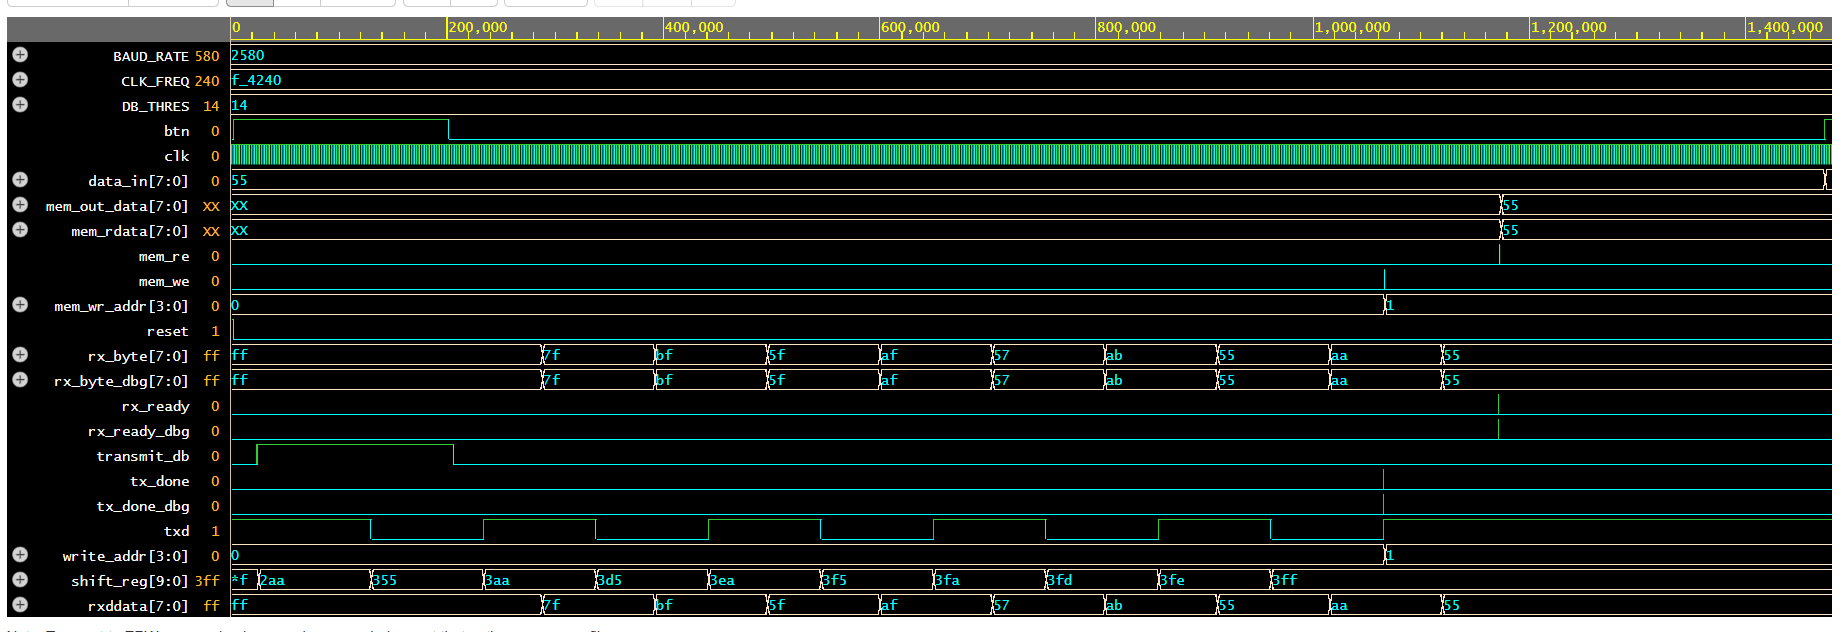 0 200,000 400,000 600,000 800,000 1,000,000 1,200,000 1,400,000
BAUD_RATE 580 2580
CLK_FREQ 240 f_4240
DB_THRES 14 14
btn 0
clk 0
data_in[7:0] 0 55
mem_out_data[7:0] XX XX 55
mem_rdata[7:0] XX XX 55
mem_re 0
mem_we 0
mem_wr_addr[3:0] 0 0 1
reset 1
rx_byte[7:0] ff ff 7f bf 5f af 57 ab 55 aa 55
rx_byte_dbg[7:0] ff ff 7f bf 5f af 57 ab 55 aa 55
rx_ready 0
rx_ready_dbg 0
transmit_db 0
tx_done 0
tx_done_dbg 0
txd 1
write_addr[3:0] 0 0 1
shift_reg[9:0] 3ff *f 2aa 355 3aa 3d5 3ea 3f5 3fa 3fd 3fe 3ff
rxddata[7:0] ff ff 7f bf 5f af 57 ab 55 aa 55